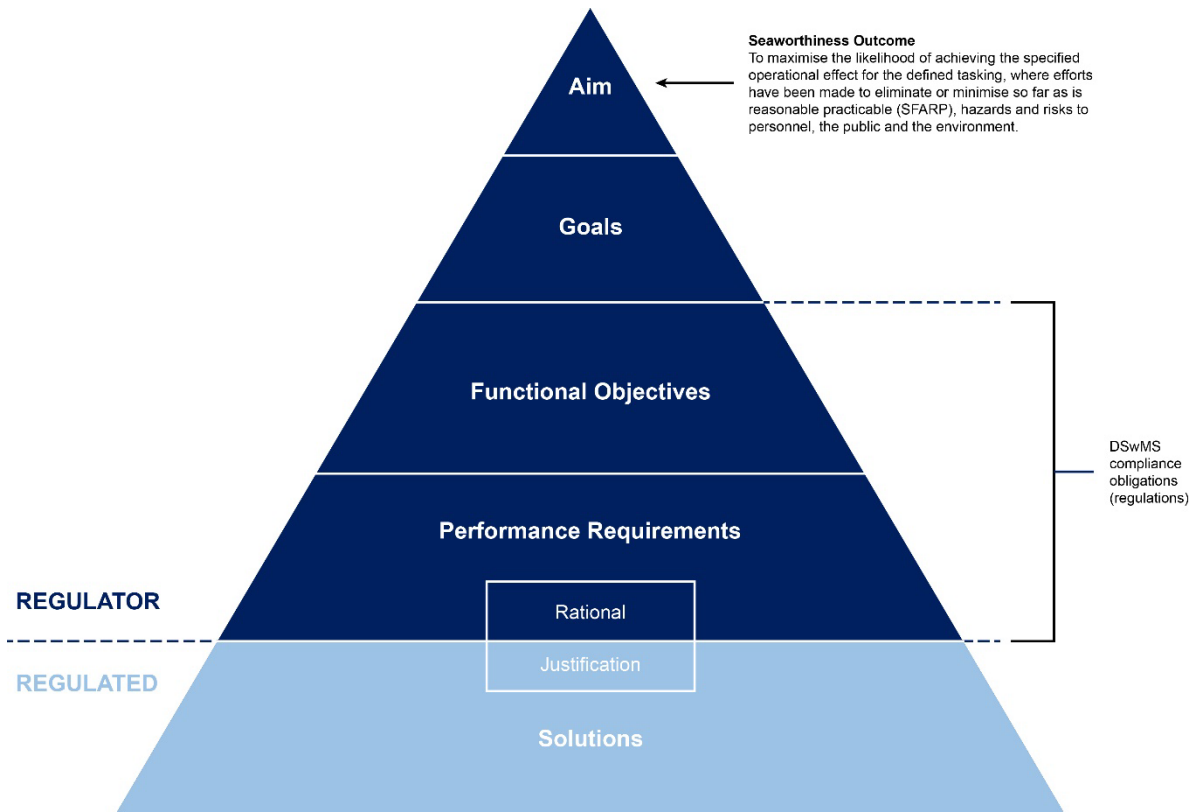 Seaworthiness Outcome
To maximise the likelihood of achieving the specified
operational effect for the defined tasking, where efforts
have been made to eliminate or minimise so far as is
reasonable practicable (SFARP), hazards and risks to
personnel, the public and the environment.
Aim
Goals
Functional Objectives
DSwMS
compliance
obligations
(regulations)
Performance Requirements
REGULATOR
Rational
REGULATED
Justification
Solutions